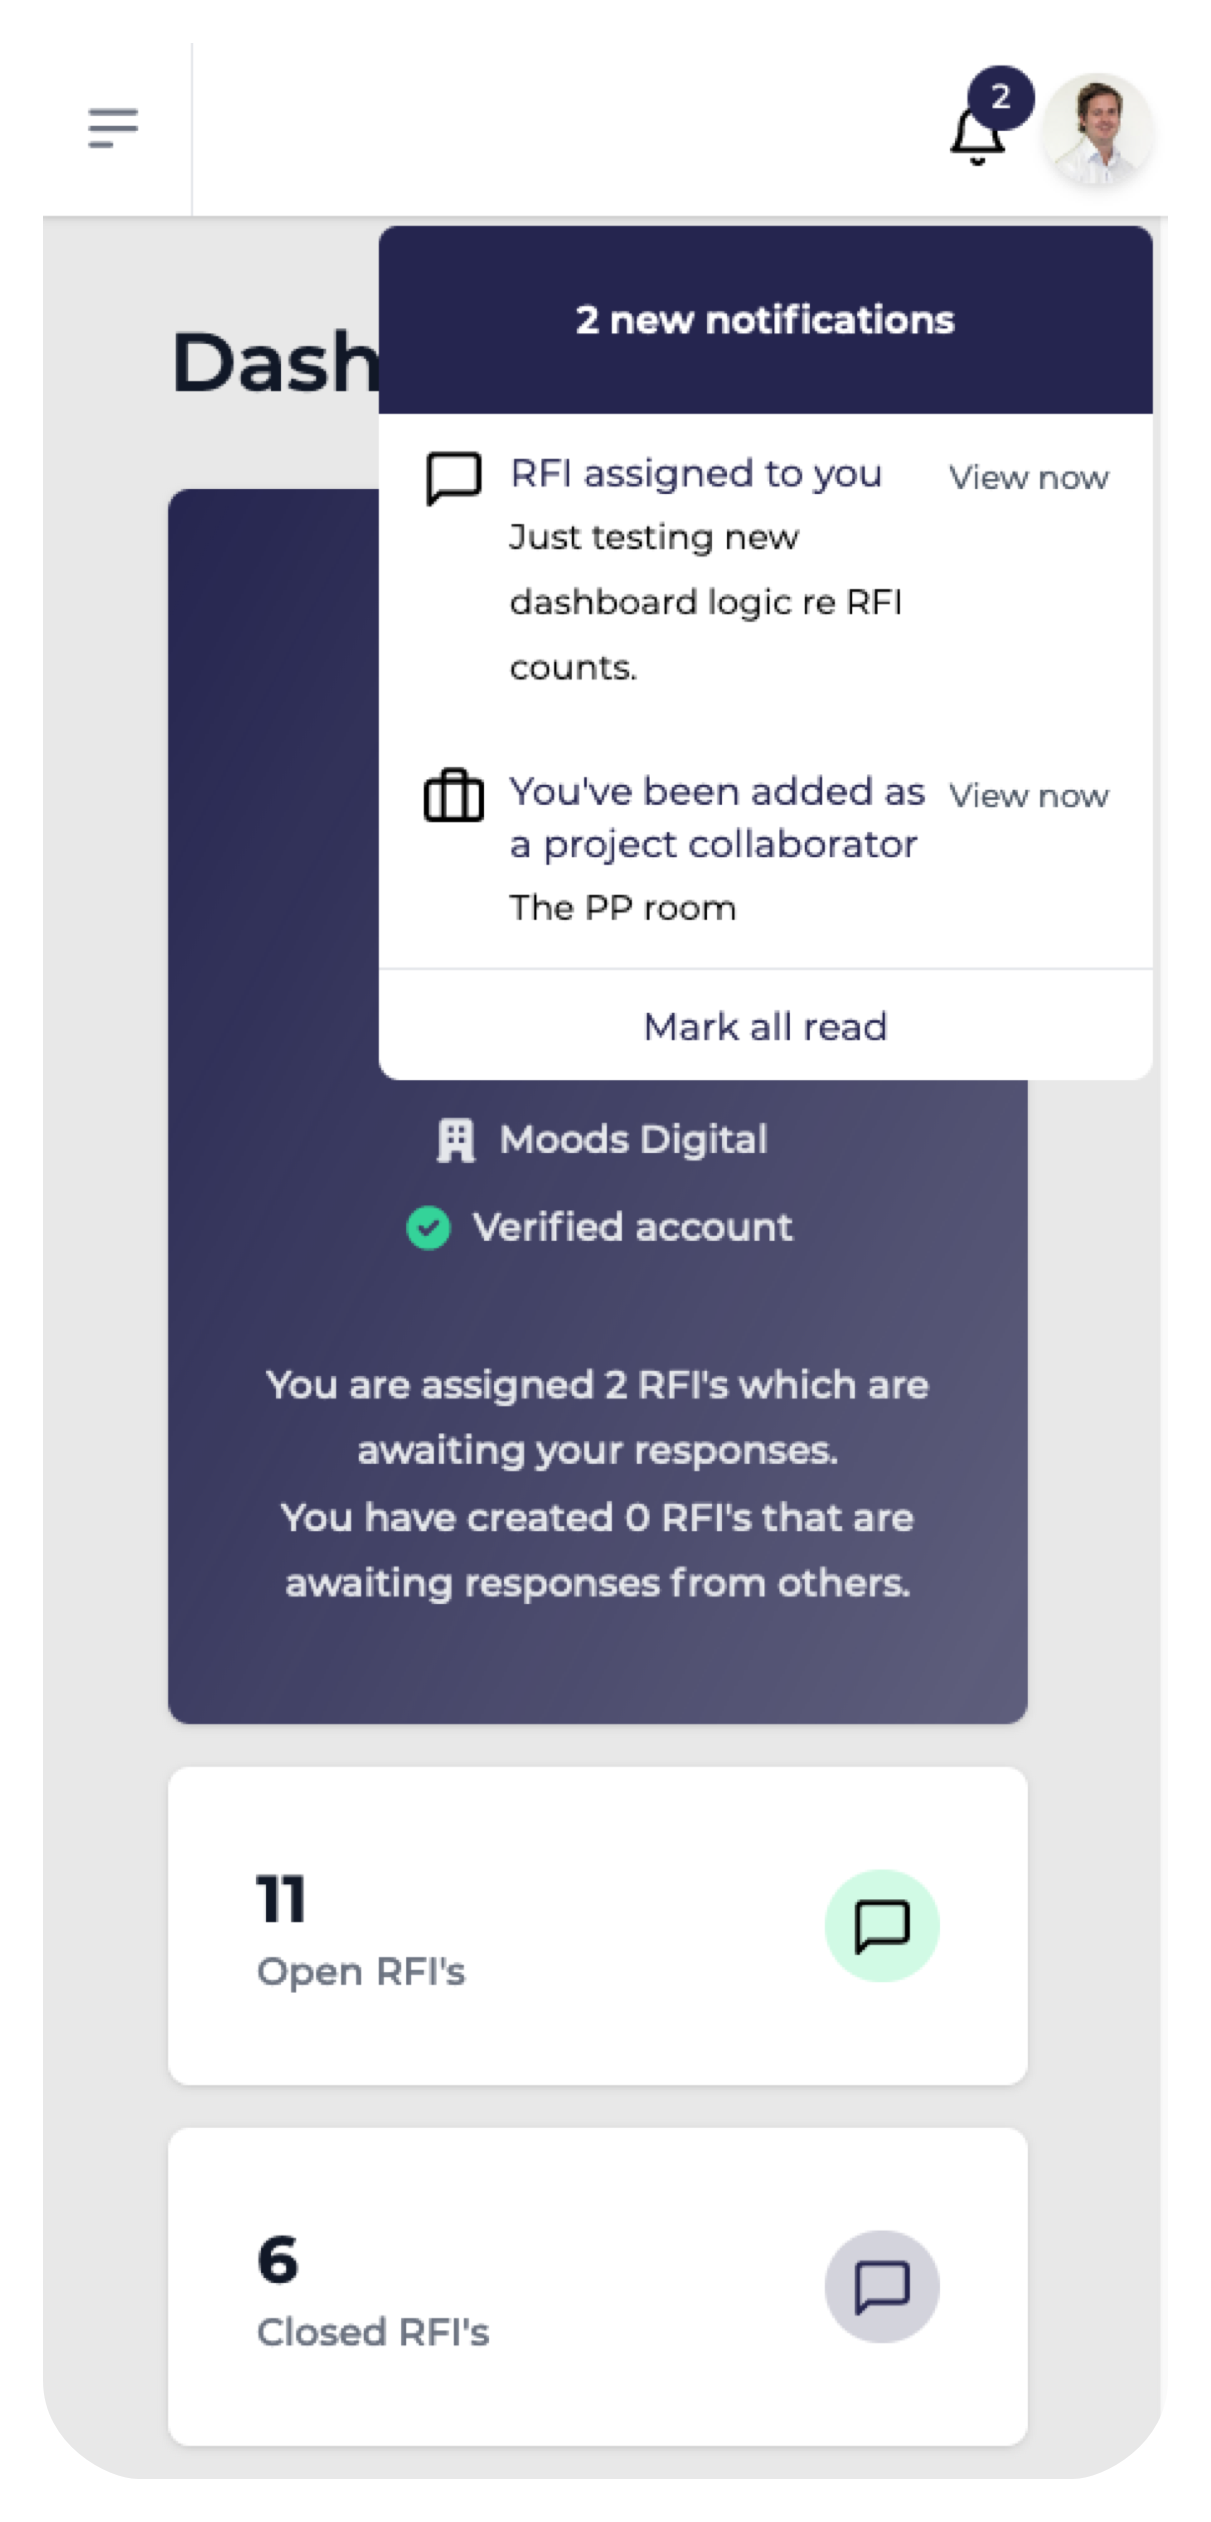 2
2 new notifications
Dash
RFI assigned to you
View now
Just testing new
dashboard logic re RFI
counts.
You've been added as
View now
a project collaborator
The PP room
Mark all read
Moods Digital
Verified account
You are assigned 2 RFI's which are
awaiting your responses.
You have created 0 RFI's that are
awaiting responses from others.
11
Open RFI's
6
Closed RFI's